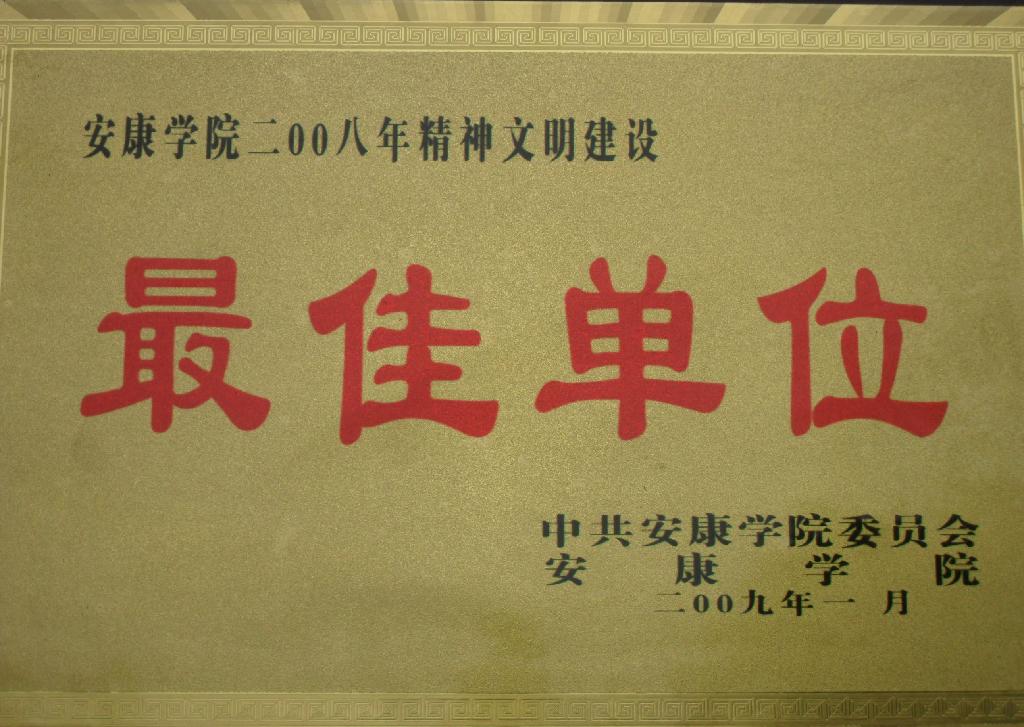 安康学院二00八年精神文明建设
最佳单位
中共安康学院委员会
安康学院
二00九年一月